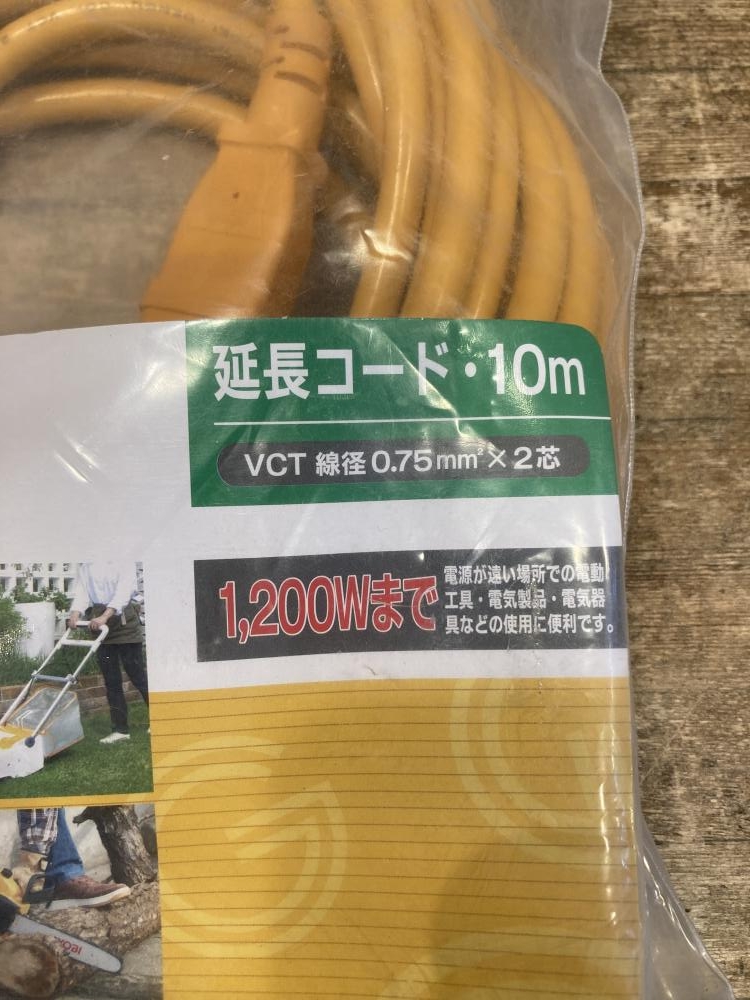 延長コード・10m
VCT 線径0.75mm²×2芯
1,200Wまで
電源が遠い場所での電動
工具・電気製品・電気器
具などの使用に便利です。
RYOBI